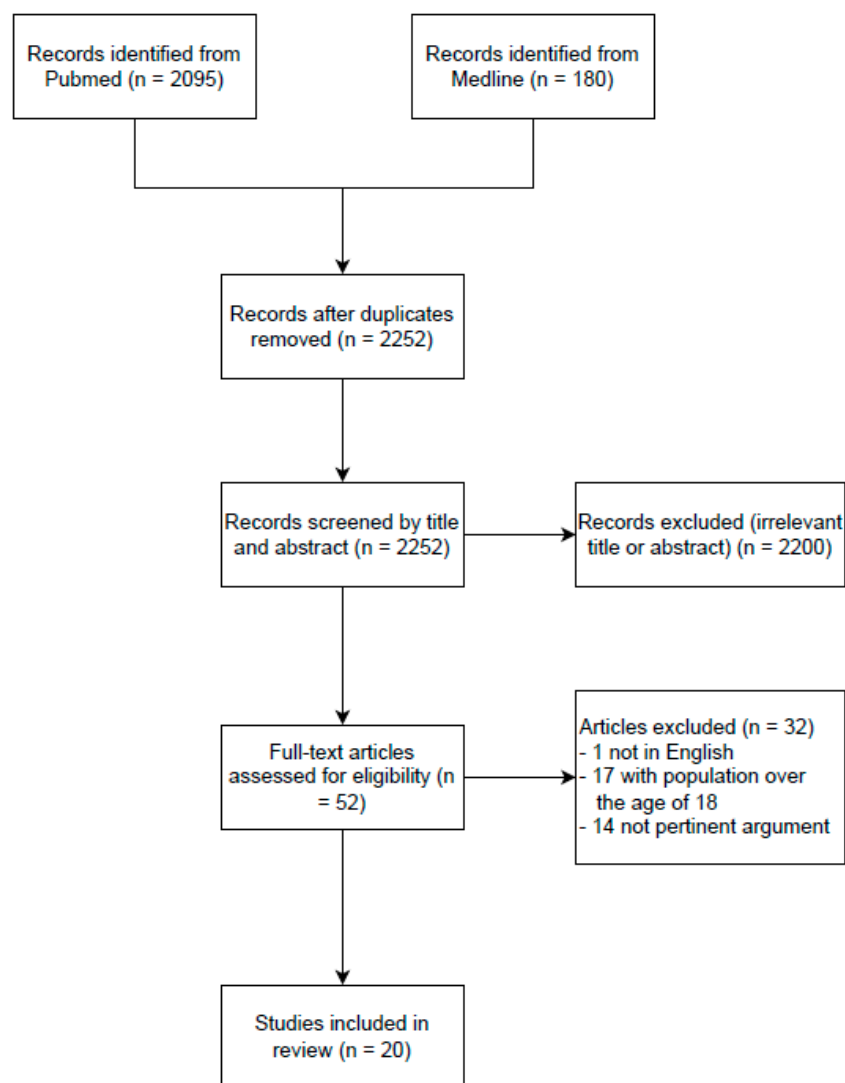 Records identified from
Pubmed (n = 2095)
Records identified from
Medline (n = 180)
Records after duplicates
removed (n = 2252)
Records screened by title
and abstract (n = 2252)
Records excluded (irrelevant
title or abstract) (n = 2200)
Full-text articles
assessed for eligibility (n
= 52)
Articles excluded (n = 32)
- 1 not in English
- 17 with population over
the age of 18
- 14 not pertinent argument
Studies included in
review (n = 20)